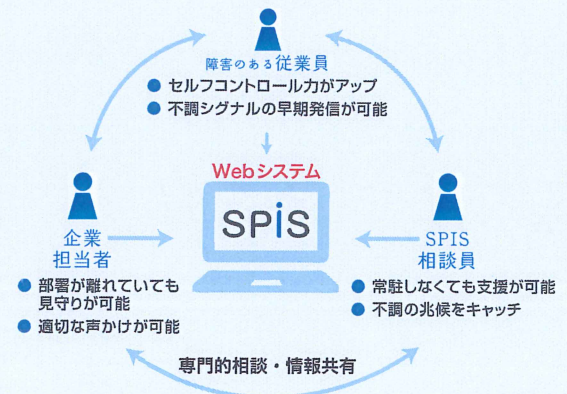 障害のある従業員
● セルフコントロール力がアップ
● 不調シグナルの早期発信が可能
Webシステム
SPiS
企業
担当者
● 部署が離れていても
見守りが可能
● 適切な声かけが可能
SPIS
相談員
● 常駐しなくても支援が可能
● 不調の兆候をキャッチ
専門的相談・情報共有